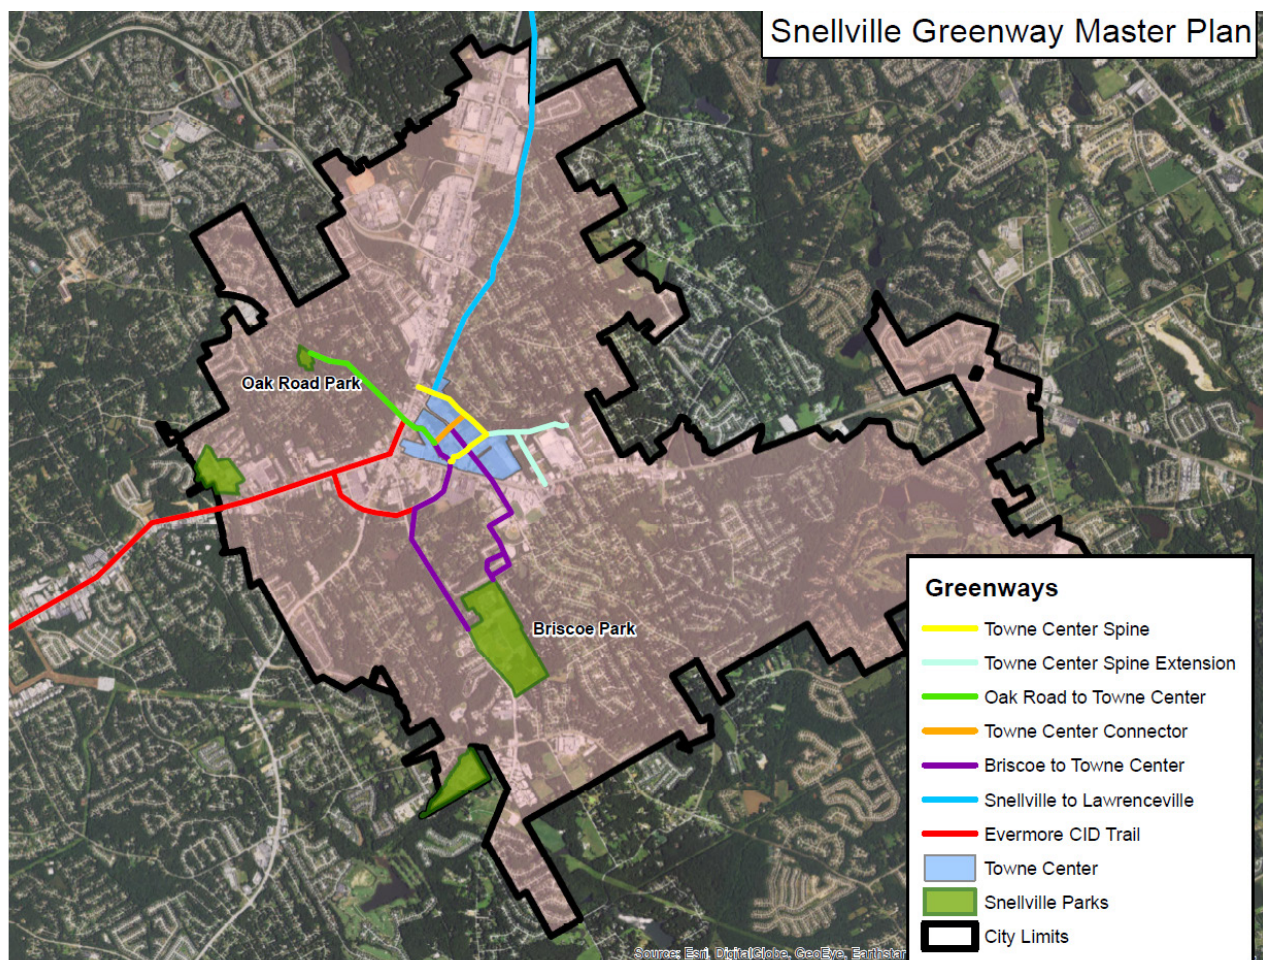 Snellville Greenway Master Plan
Oak Road Park
Briscoe Park
Greenways
Towne Center Spine
Towne Center Spine Extension
Oak Road to Towne Center
Towne Center Connector
Briscoe to Towne Center
Snellville to Lawrenceville
Evermore CID Trail
Towne Center
Snellville Parks
City Limits
Source: Esri, DigitalGlobe, GeoEye, Earthstar